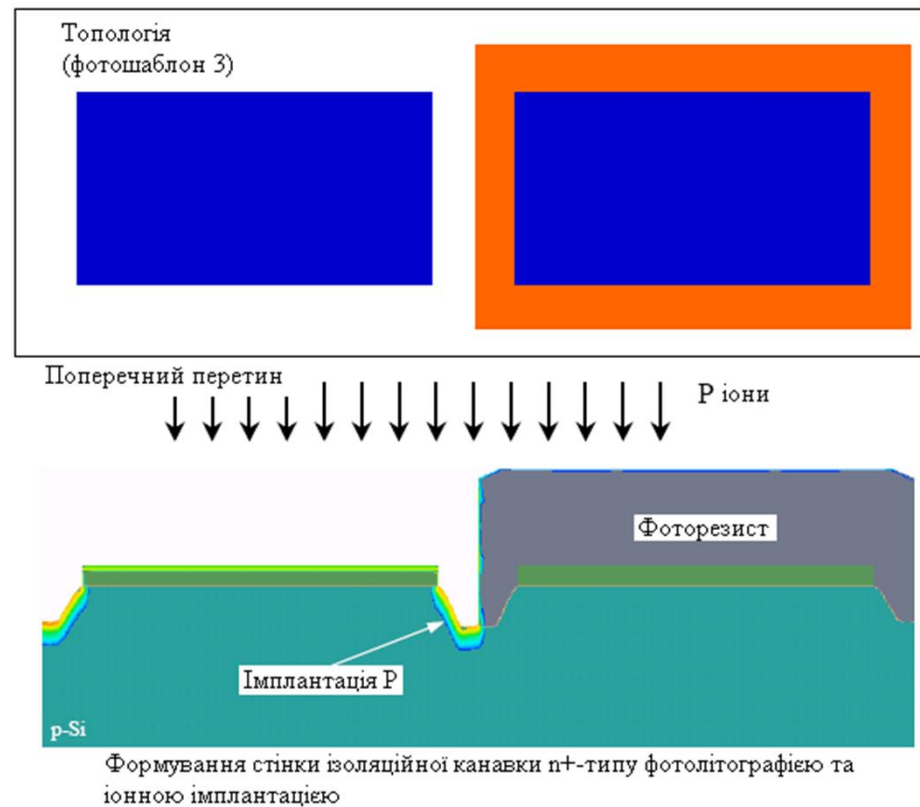 Топологія
(фотошаблон 3)
Поперечний перетин
P іони
Фоторезист
Імплантація P
p-Si
Формування стінки ізоляційної канавки n+-типу фотолітографією та
іонною імплантацією